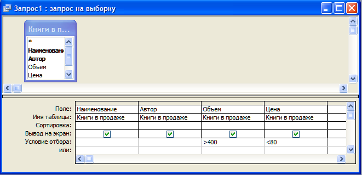 Запрос1 : запрос на выборку
Книги в п...
*
Наименовани
Автор
Объем
Цена
Поле: Наименование Автор Объем Цена
Имя таблицы: Книги в продаже Книги в продаже Книги в продаже Книги в продаже
Сортировка:
Вывод на экран:
Условие отбора: >400 <80
или: